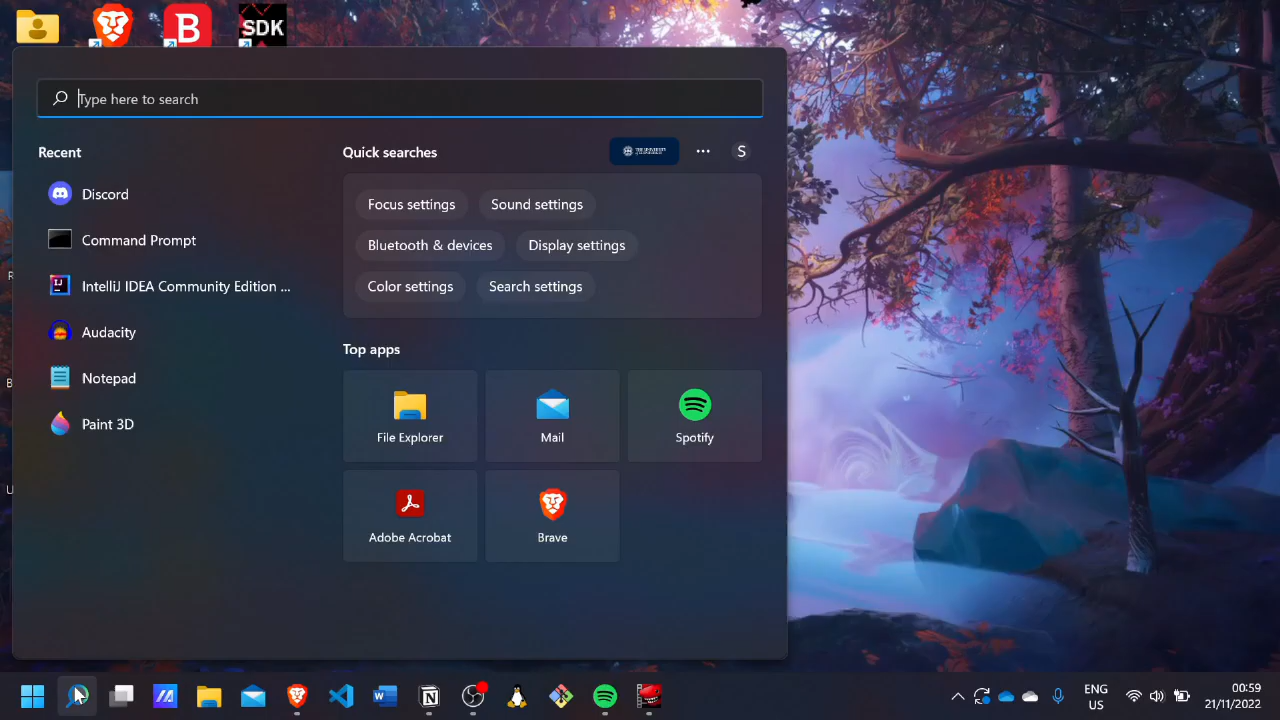 SDK
Type here to search
Recent
Quick searches
THE UNIVERSITY
S
Discord
Focus settings
Sound settings
Command Prompt
Bluetooth & devices
Display settings
IntelliJ IDEA Community Edition ...
Color settings
Search settings
Audacity
Top apps
Notepad
Paint 3D
File Explorer
Mail
Spotify
Adobe Acrobat
Brave
ENG
US
00:59
21/11/2022